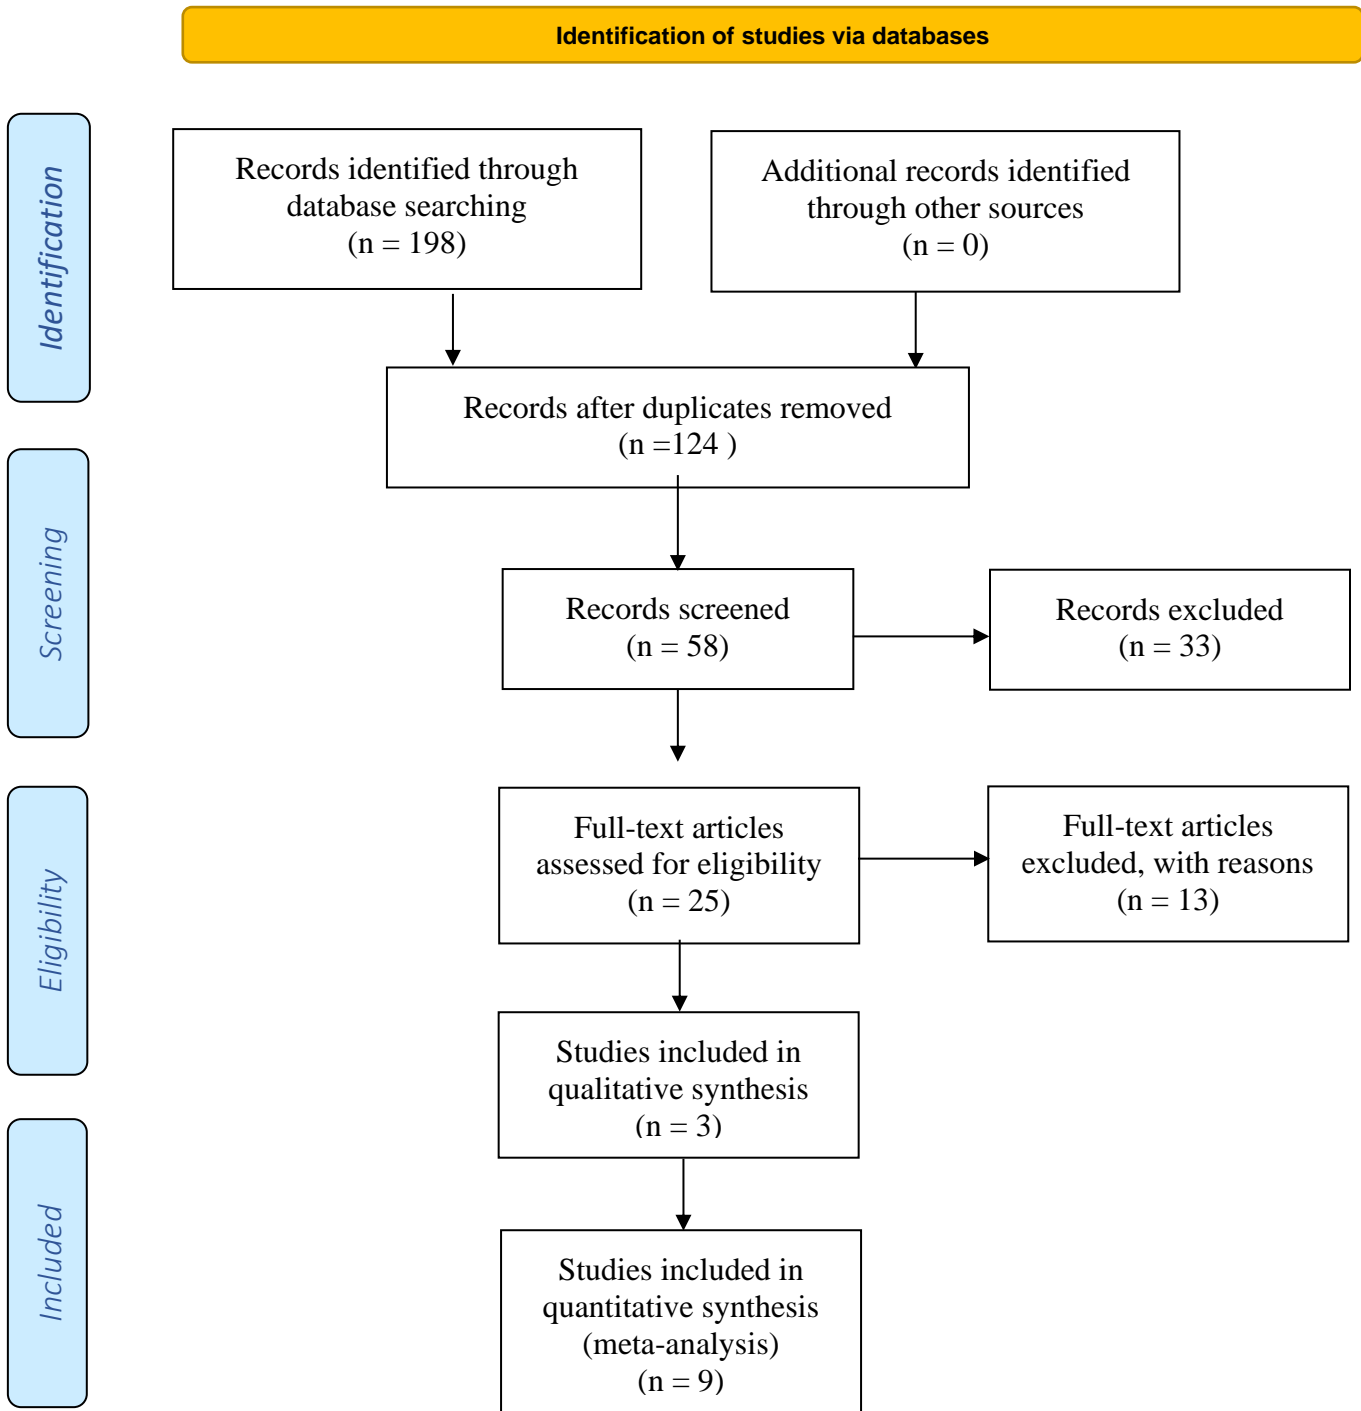 Identification of studies via databases
Identification
Records identified through
database searching
(n = 198)
Additional records identified
through other sources
(n = 0)
Records after duplicates removed
(n =124 )
Screening
Records screened
(n = 58)
Records excluded
(n = 33)
Eligibility
Full-text articles
assessed for eligibility
(n = 25)
Full-text articles
excluded, with reasons
(n = 13)
Studies included in
qualitative synthesis
(n = 3)
Included
Studies included in
quantitative synthesis
(meta-analysis)
(n = 9)